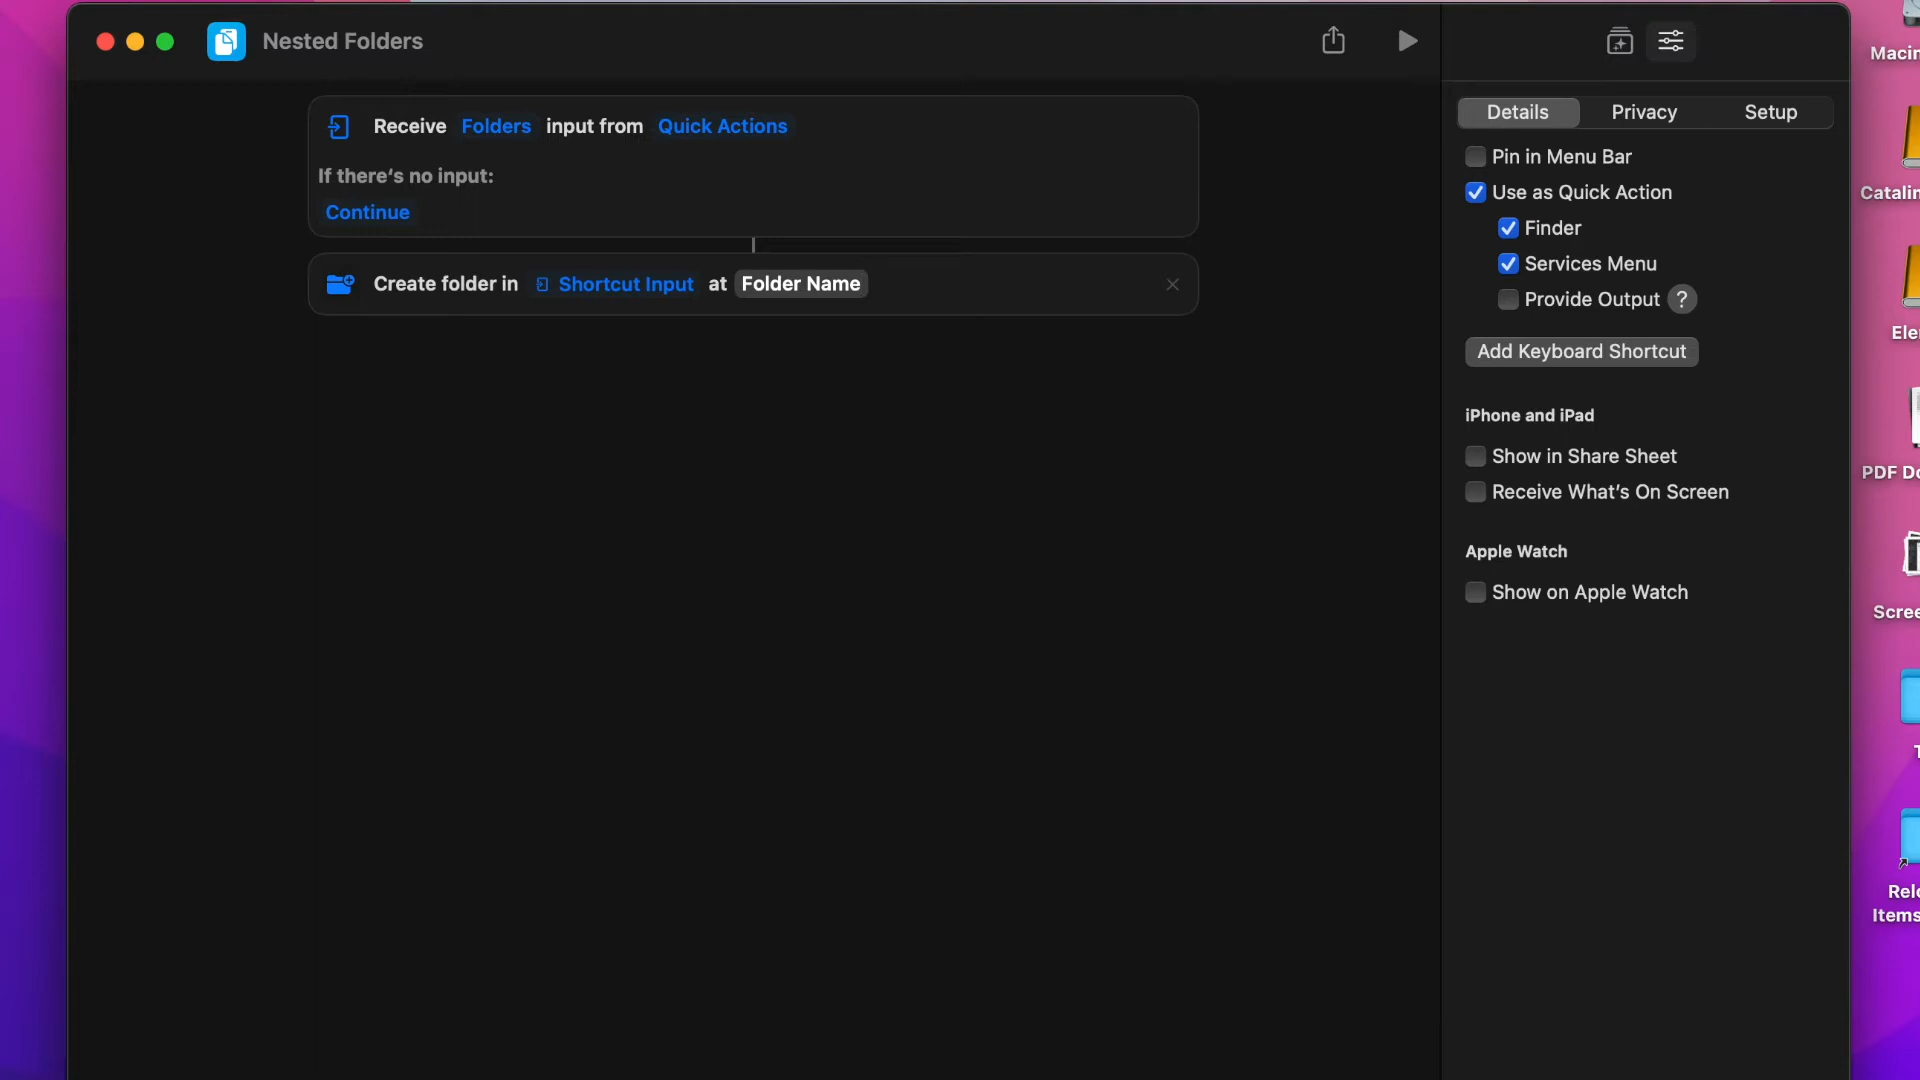 Nested Folders
Receive Folders input from Quick Actions
If there's no input:
Continue
Create folder in Shortcut Input at Folder Name
Details Privacy Setup
Pin in Menu Bar
Use as Quick Action
Finder
Services Menu
Provide Output ?
Add Keyboard Shortcut
iPhone and iPad
Show in Share Sheet
Receive What's On Screen
Apple Watch
Show on Apple Watch
PDF
Items